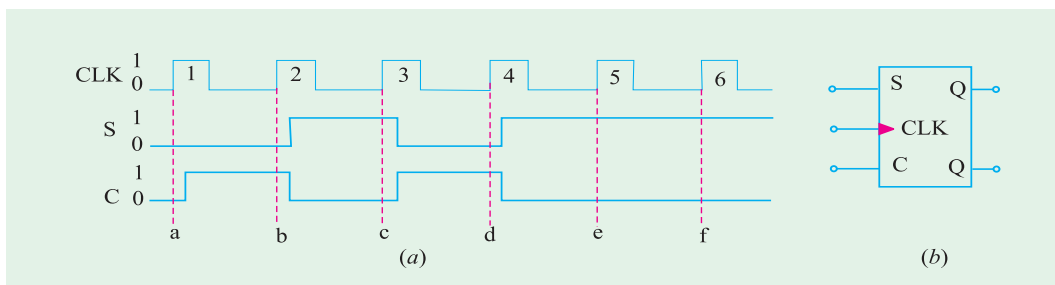 CLK 1 0 1 2 3 4 5 6
S 1 0
C 1 0
a b c d e f
(a)
S Q
CLK
C Q
(b)